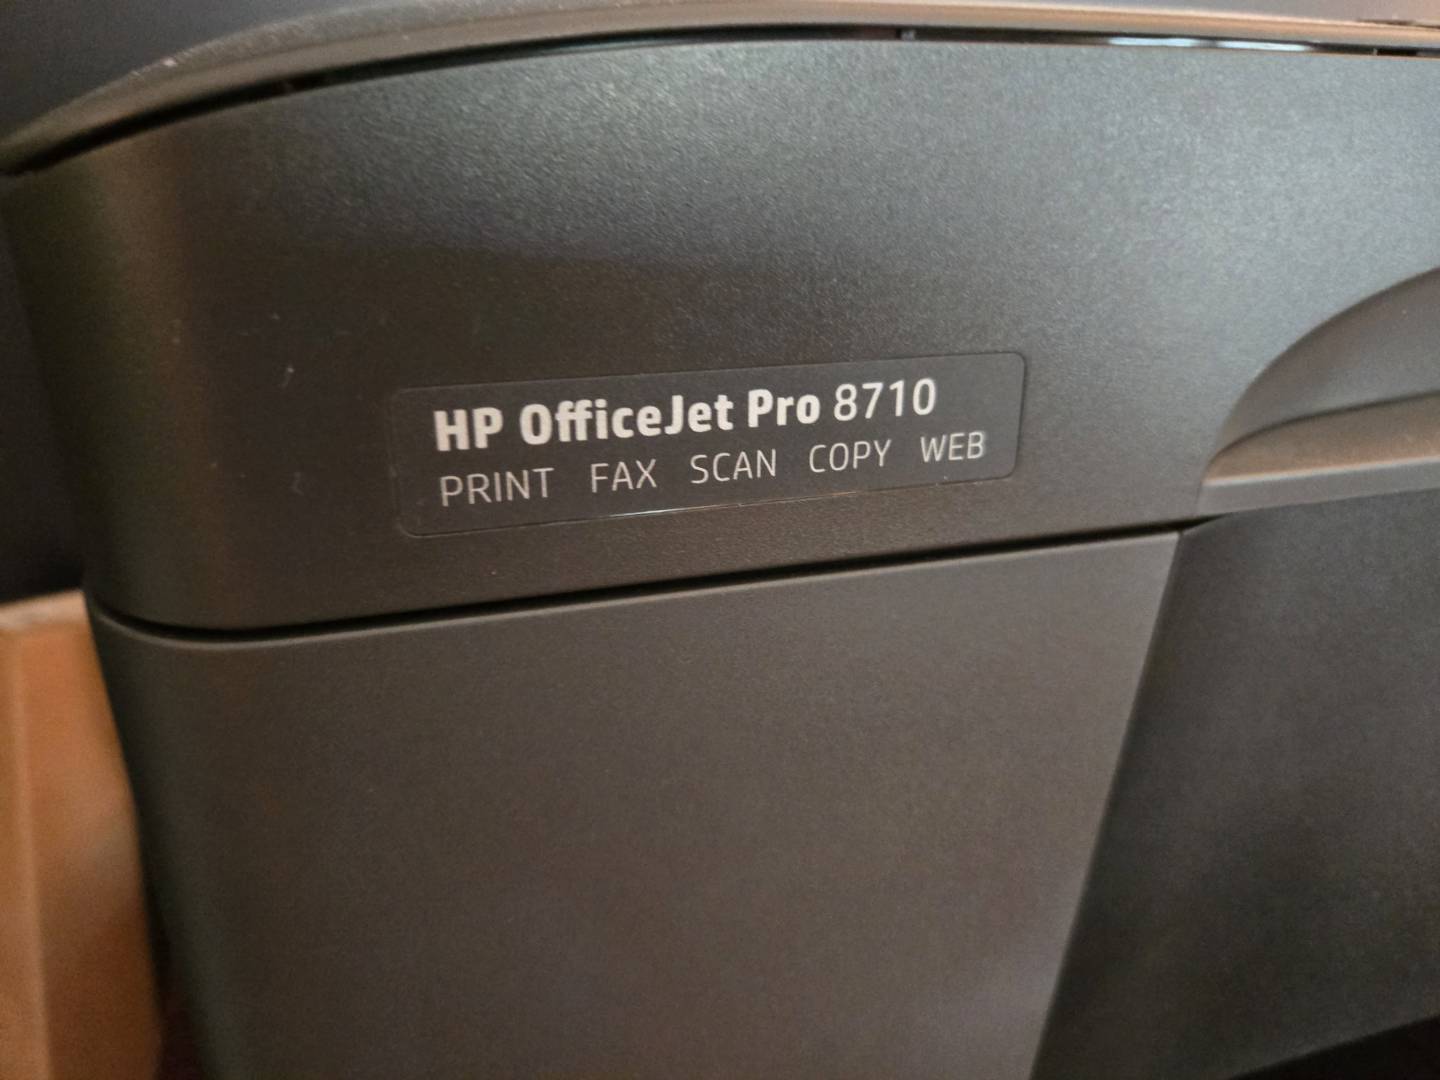 HP OfficeJet Pro 8710
PRINT FAX SCAN COPY WEB